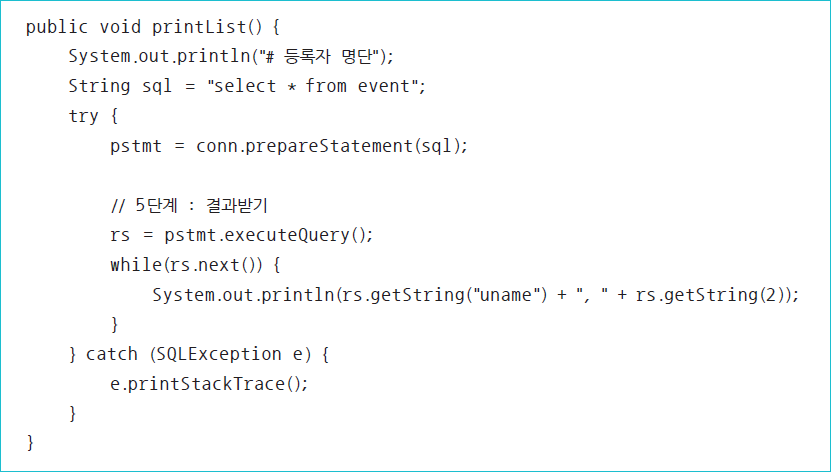 public void printList() {
System.out.println("# 등록자 명단");
String sql = "select * from event";
try {
pstmt = conn.prepareStatement(sql);
// 5단계 : 결과받기
rs = pstmt.executeQuery();
while(rs.next()) {
System.out.println(rs.getString("uname") + ", " + rs.getString(2));
}
} catch (SQLException e) {
e.printStackTrace();
}
}